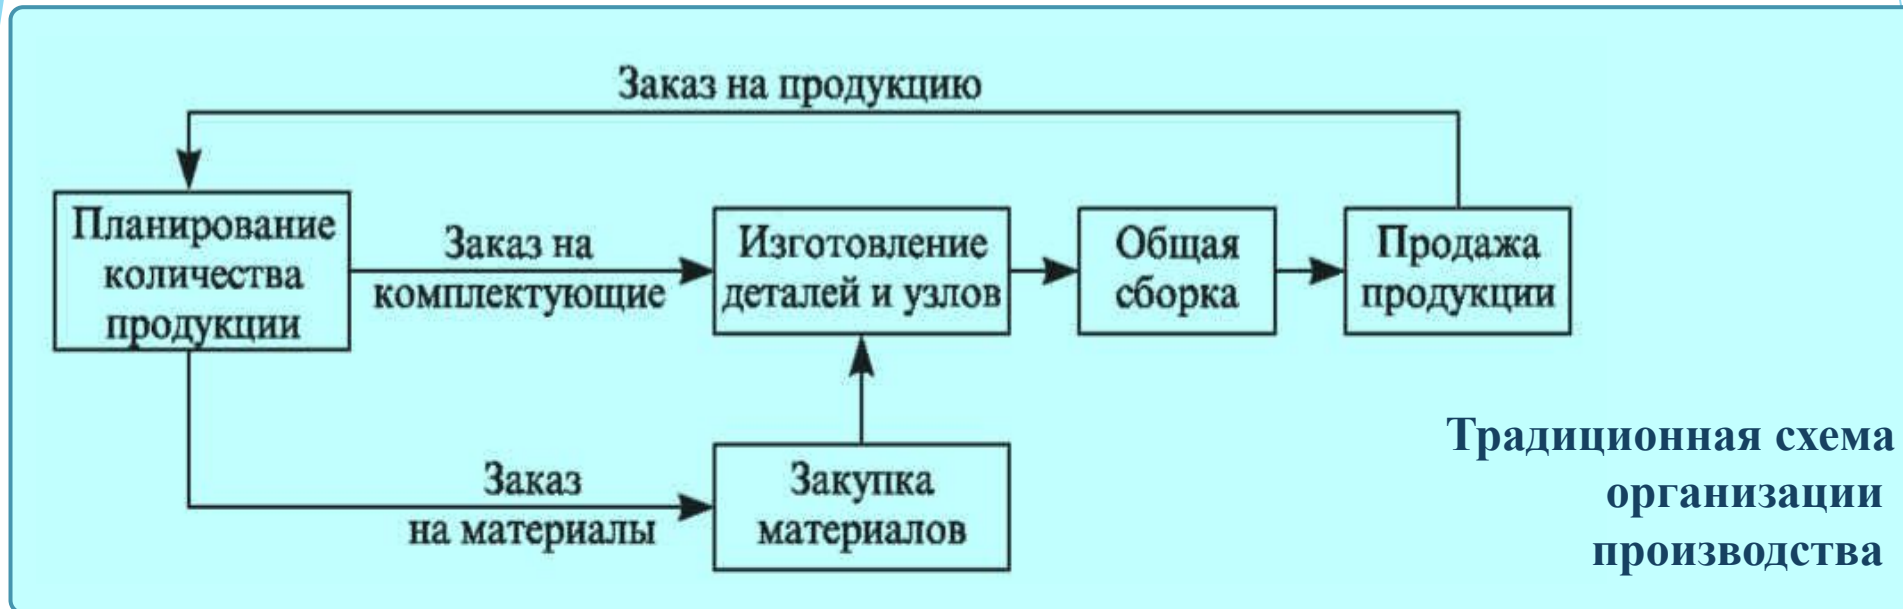 Заказ на продукцию
Планирование
количества
продукции
Заказ на
комплектующие
Изготовление
деталей и узлов
Общая
сборка
Продажа
продукции
Заказ
на материалы
Закупка
материалов
Традиционная схема
организации
производства